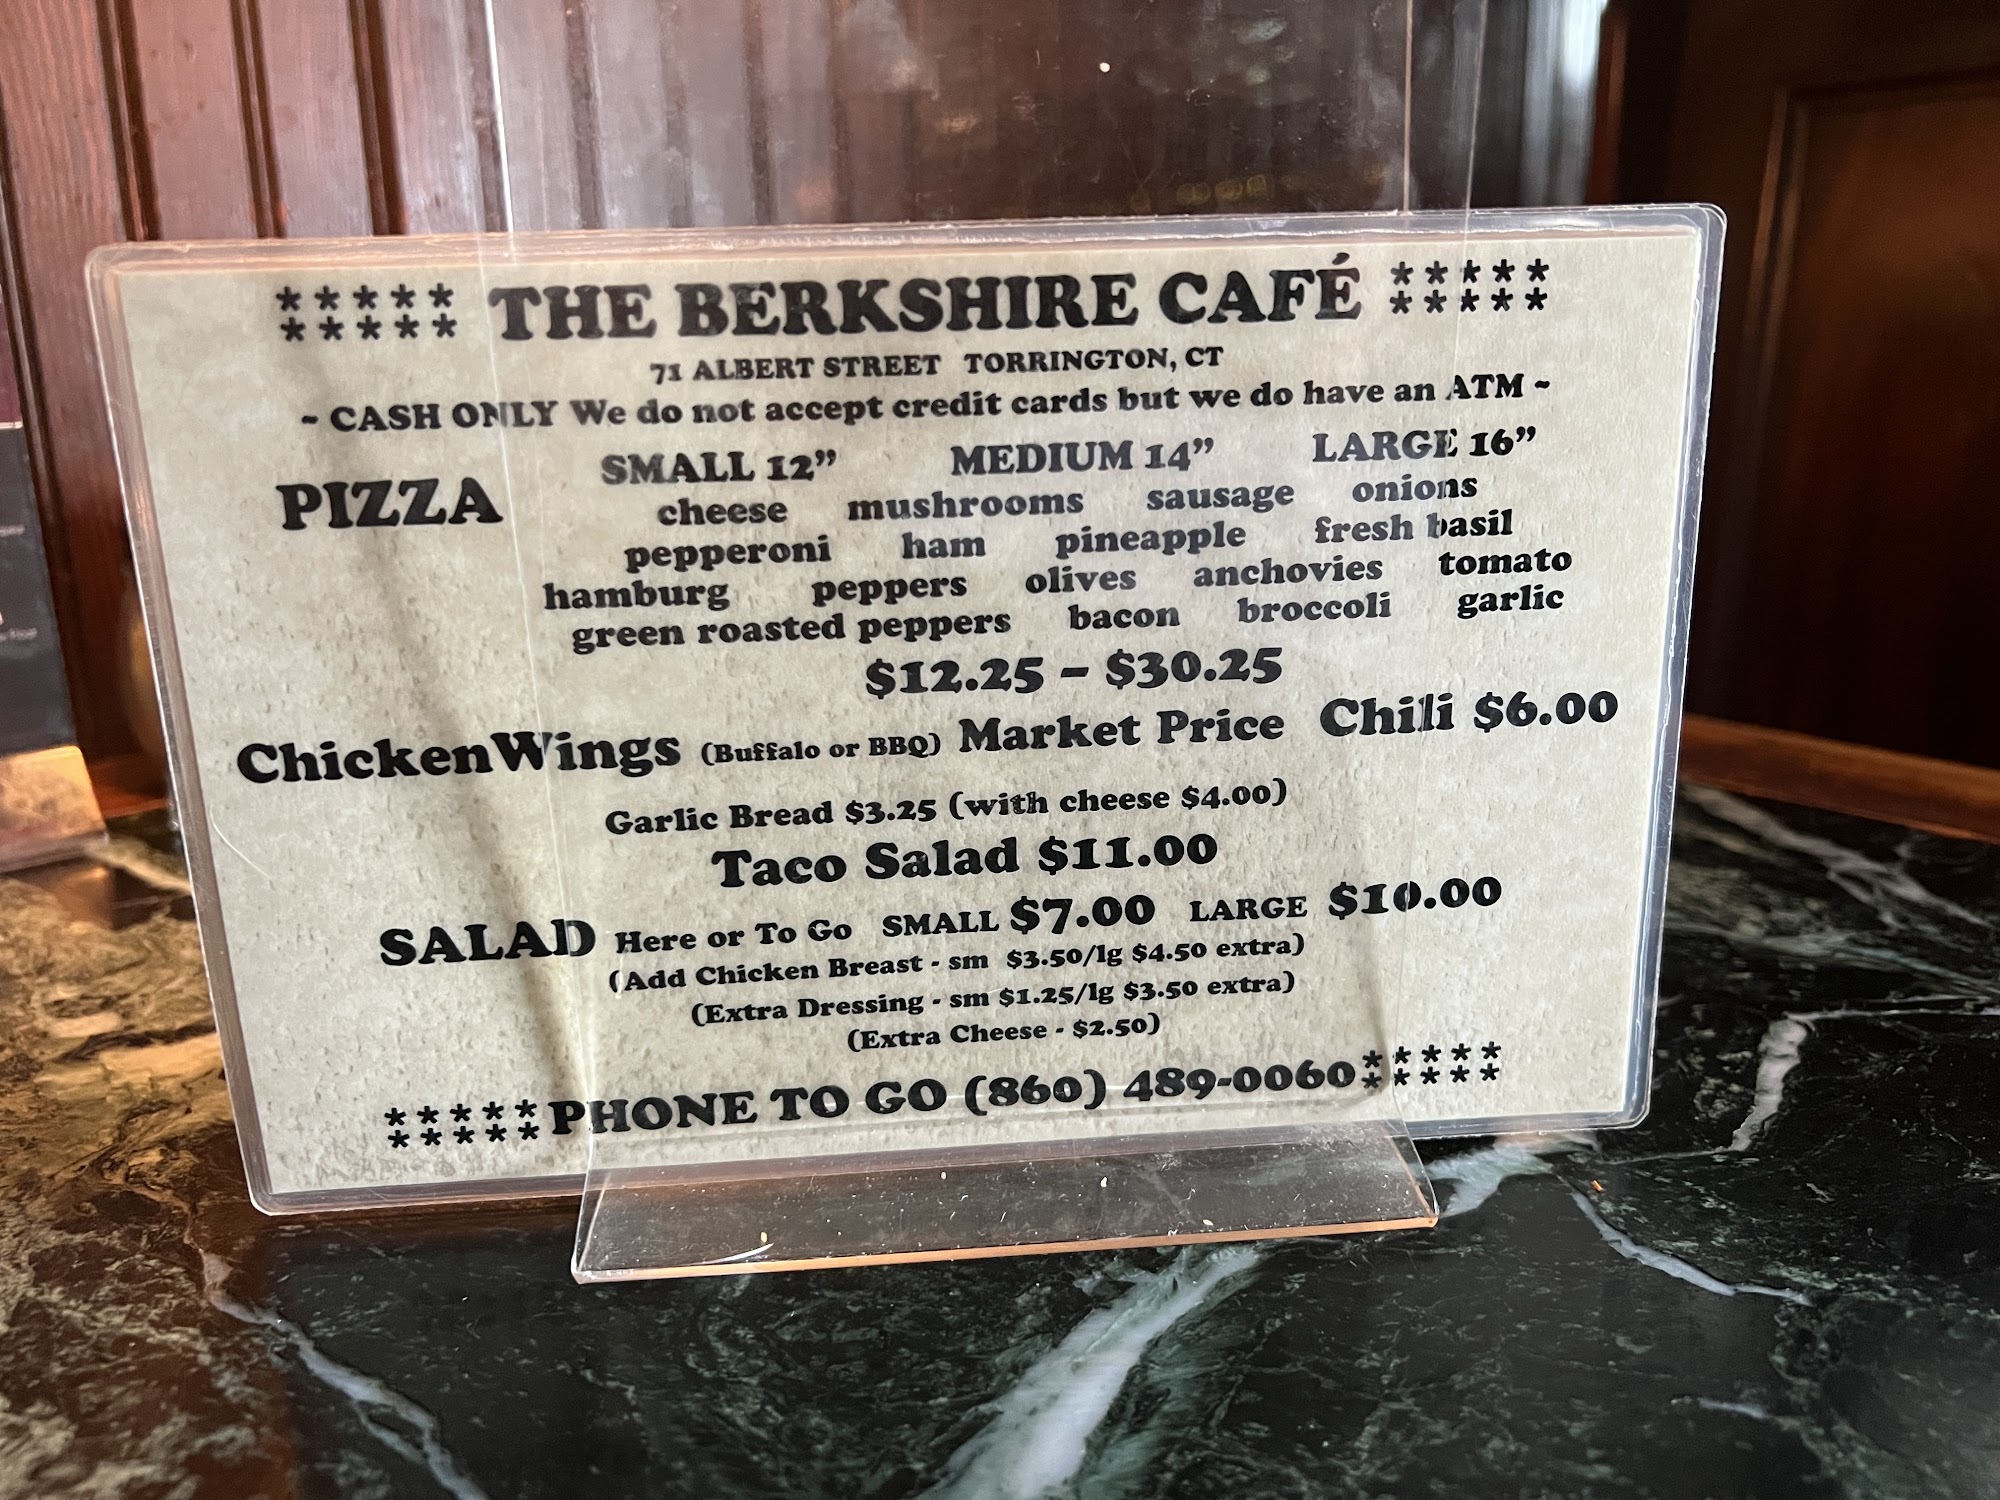 ***** THE BERKSHIRE CAFÉ *****
***** *****
71 ALBERT STREET TORRINGTON, CT
~ CASH ONLY We do not accept credit cards but we do have an ATM ~
PIZZA SMALL 12” MEDIUM 14” LARGE 16”
cheese mushrooms sausage onions
pepperoni ham pineapple fresh basil
hamburg peppers olives anchovies tomato
green roasted peppers bacon broccoli garlic
$12.25 – $30.25
ChickenWings (Buffalo or BBQ) Market Price Chili $6.00
Garlic Bread $3.25 (with cheese $4.00)
Taco Salad $11.00
SALAD Here or To Go SMALL $7.00 LARGE $10.00
(Add Chicken Breast - sm $3.50/lg $4.50 extra)
(Extra Dressing - sm $1.25/lg $3.50 extra)
(Extra Cheese - $2.50)
***** PHONE TO GO (860) 489-0060 *****
***** *****